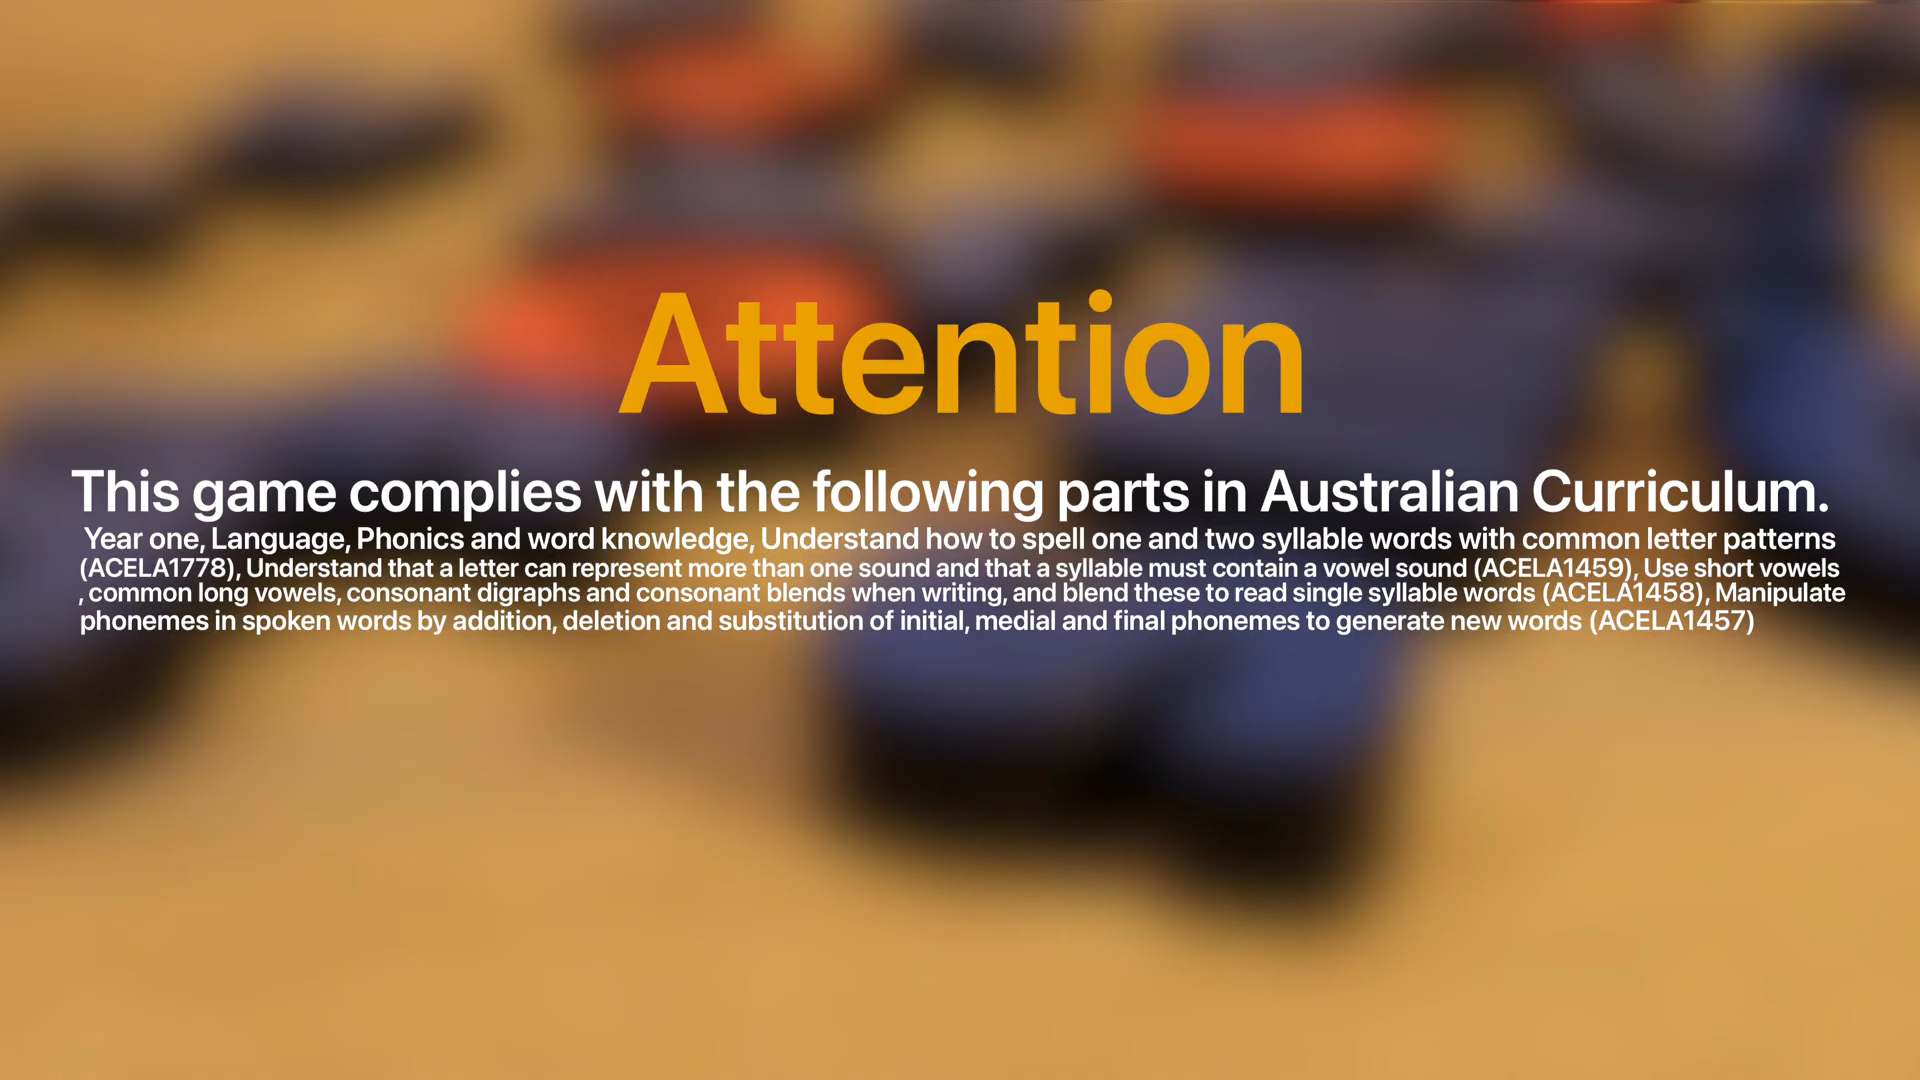 Attention
This game complies with the following parts in Australian Curriculum.
Year one, Language, Phonics and word knowledge, Understand how to spell one and two syllable words with common letter patterns
(ACELA1778), Understand that a letter can represent more than one sound and that a syllable must contain a vowel sound (ACELA1459), Use short vowels
, common long vowels, consonant digraphs and consonant blends when writing, and blend these to read single syllable words (ACELA1458), Manipulate
phonemes in spoken words by addition, deletion and substitution of initial, medial and final phonemes to generate new words (ACELA1457)